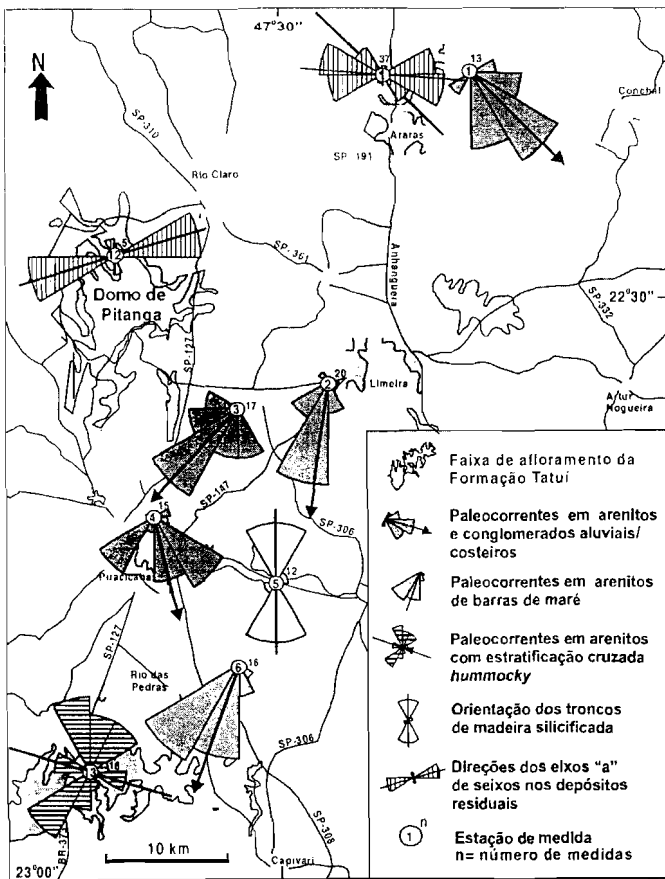 47°30"
N
37
1
13
1
Conchal
Araras
SP-310
SP-191
Rio Claro
5
2
SP-361
Anhanguera
Domo de
Pitanga
22°30"
SP-332
SP-127
20
2
Limeira
Artur
Nogueira
3
17
SP-147
15
4
SP-306
12
5
Piracicaba
SP-127
Rio das
Pedras
6
16
SP-306
3
16
SP-308
BR-373
10 km
23°00"
Capivari
Faixa de afloramento da
Formação Tatuí
Paleocorrentes em arenitos
e conglomerados aluviais/
costeiros
Paleocorrentes em arenitos
de barras de maré
Paleocorrentes em arenitos
com estratificação cruzada
hummocky
Orientação dos troncos
de madeira silicificada
Direções dos eixos "a"
de seixos nos depósitos
residuais
1
n
Estação de medida
n= número de medidas